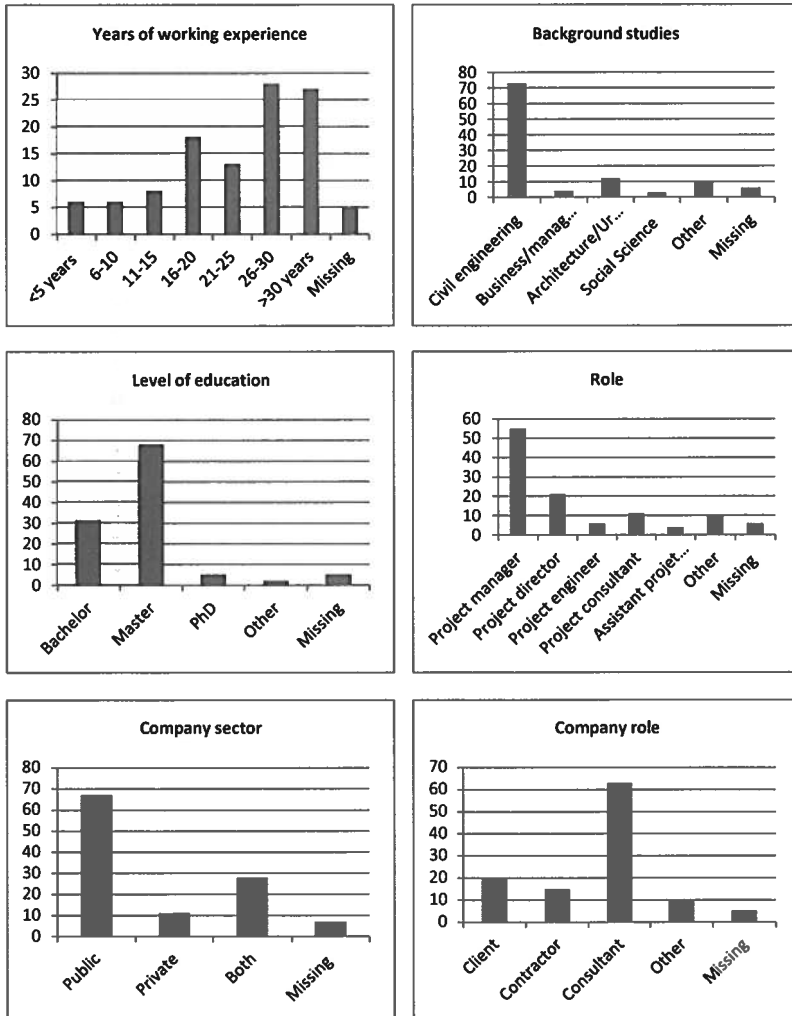 Years of working experience
30
25
20
15
10
5
0
<5 years
6-10
11-15
16-20
21-25
26-30
>30 years
Missing
Background studies
80
70
60
50
40
30
20
10
0
Civil engineering
Business/manag...
Architecture/Ur...
Social Science
Other
Missing
Level of education
80
70
60
50
40
30
20
10
0
Bachelor
Master
PhD
Other
Missing
Role
60
50
40
30
20
10
0
Project manager
Project director
Project engineer
Project consultant
Assistant projet...
Other
Missing
Company sector
80
70
60
50
40
30
20
10
0
Public
Private
Both
Missing
Company role
70
60
50
40
30
20
10
0
Client
Contractor
Consultant
Other
Missing